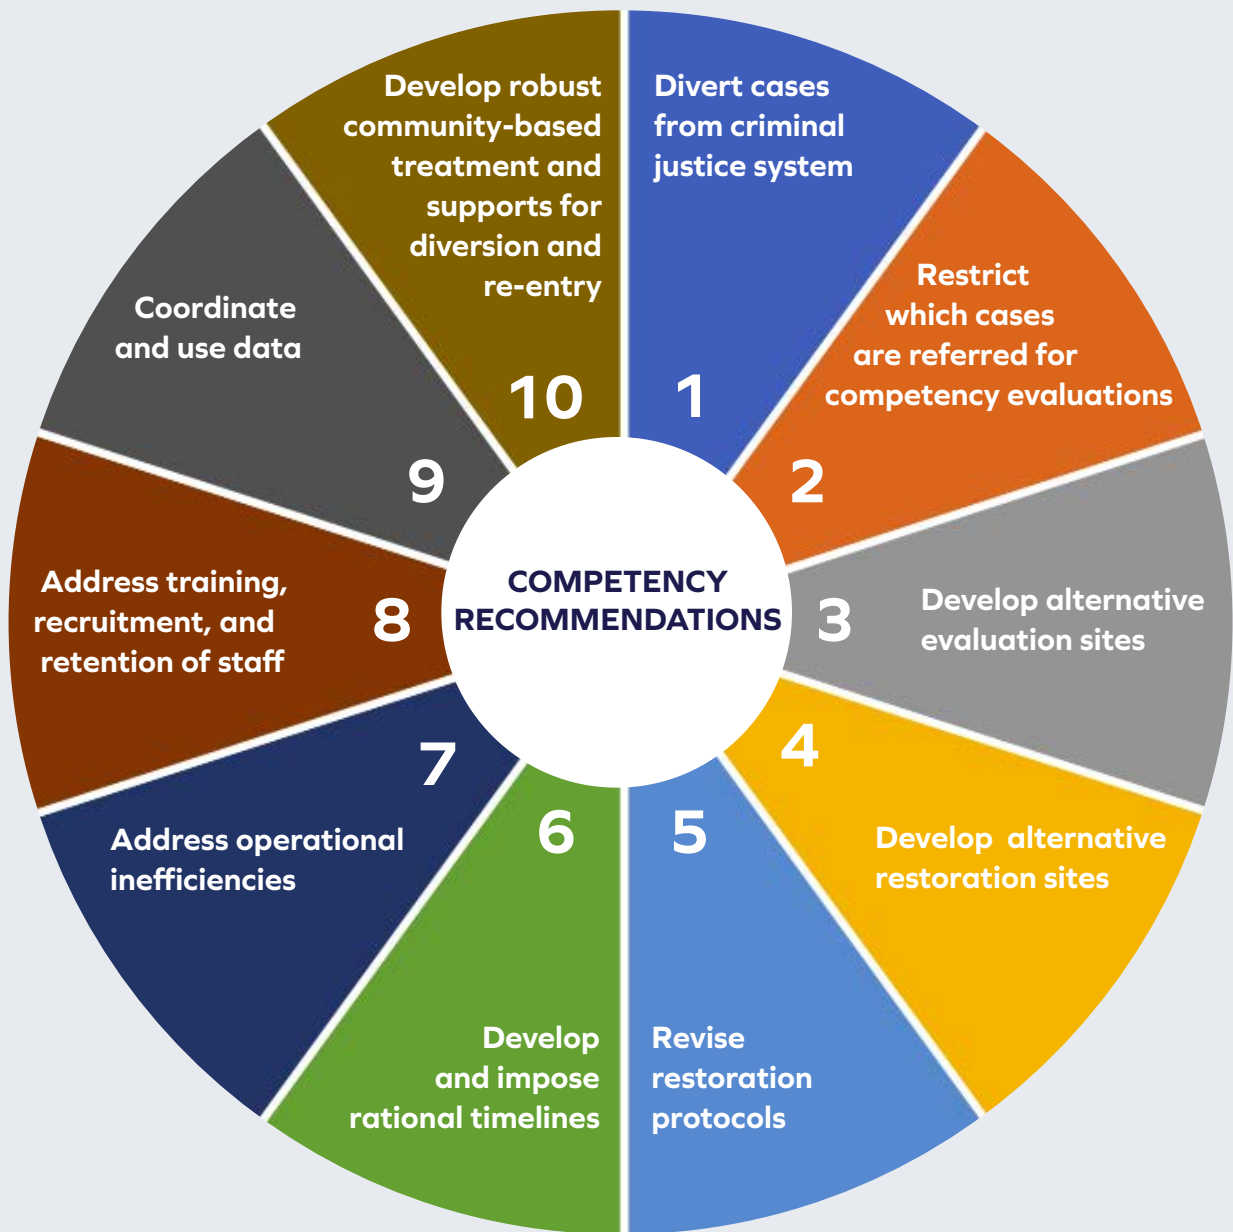 COMPETENCY
RECOMMENDATIONS
1
Divert cases
from criminal
justice system
2
Restrict
which cases
are referred for
competency evaluations
3
Develop alternative
evaluation sites
4
Develop alternative
restoration sites
5
Revise
restoration
protocols
6
Develop
and impose
rational timelines
7
Address operational
inefficiencies
8
Address training,
recruitment, and
retention of staff
9
Coordinate
and use data
10
Develop robust
community-based
treatment and
supports for
diversion and
re-entry